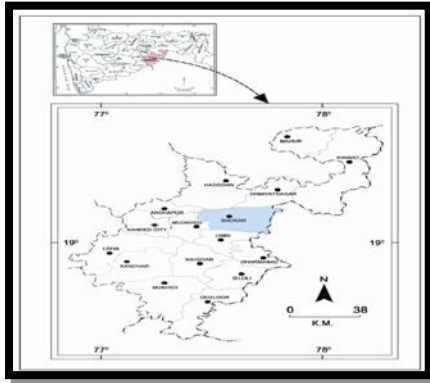 77° 78°
MAHUR
KINWAT
HADGOAN
HIMAYATNAGAR
ARDHAPUR
BHOKAR
MUDKHED
NANDED CITY
UMRI
19° 19°
LOHA
KANDHAR
NAIGOAN
DHARMABAD
BILOLI
MUKHED
DEGLOOR
N
0 38
K.M.
77° 78°